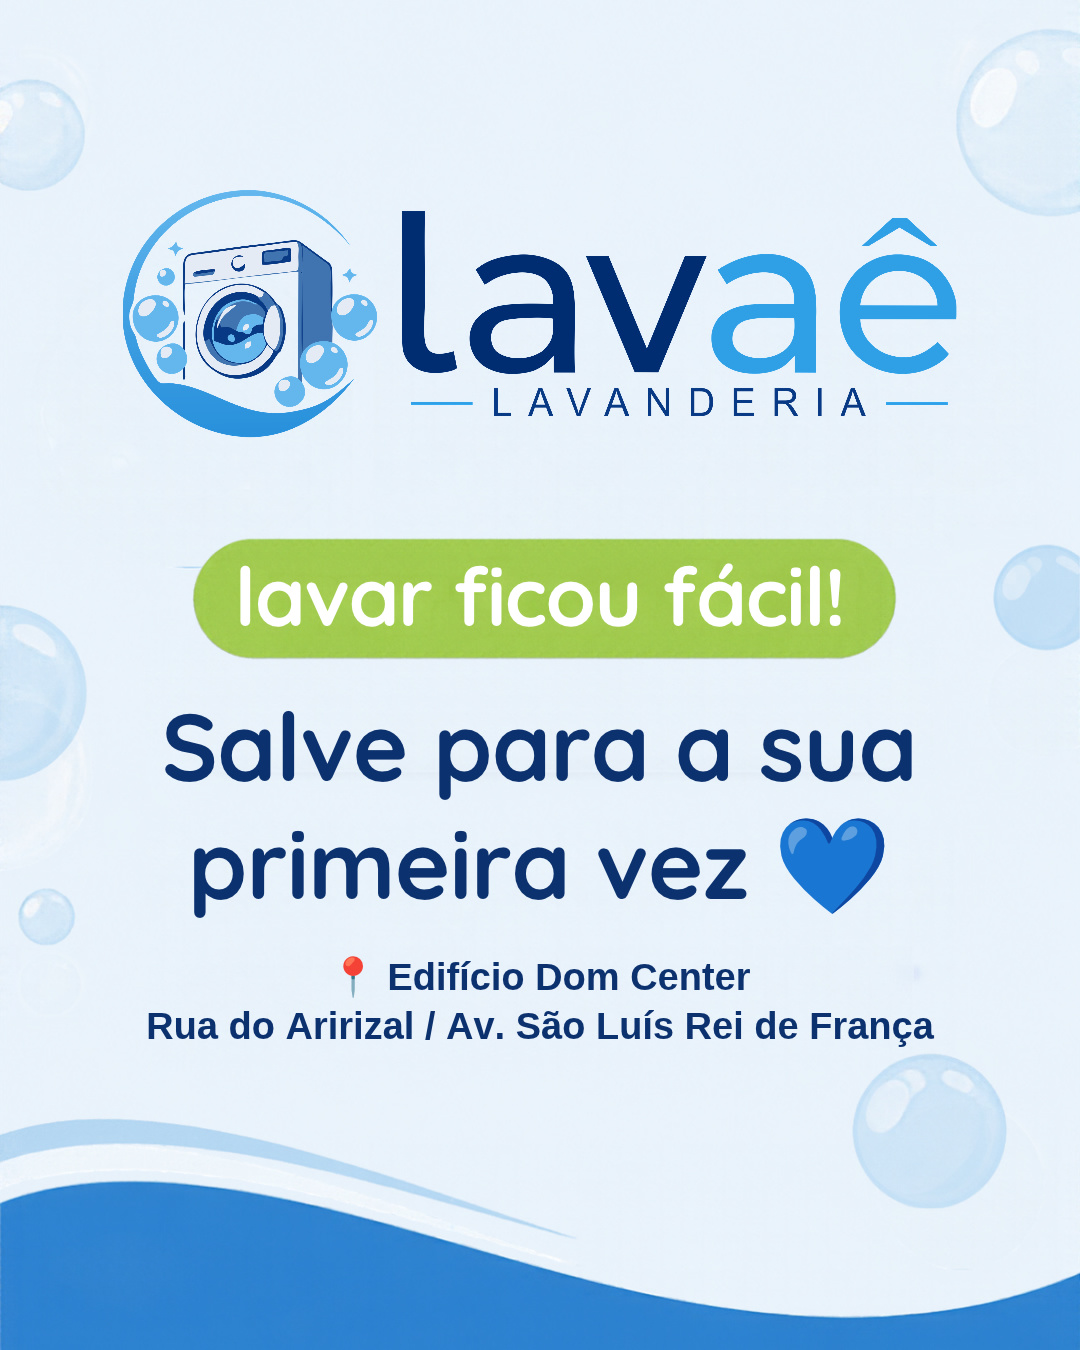 lavaê
LAVANDERIA
lavar ficou fácil!
Salve para a sua
primeira vez 💙
📍 Edifício Dom Center
Rua do Aririzal / Av. São Luís Rei de França